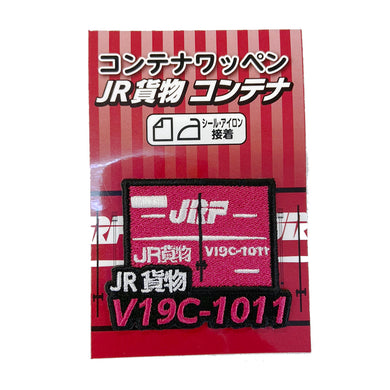 コンテナワッペン
JR貨物 コンテナ
シール・アイロン
接着
JRF
JR貨物 V19C-1011
JR貨物
V19C-1011